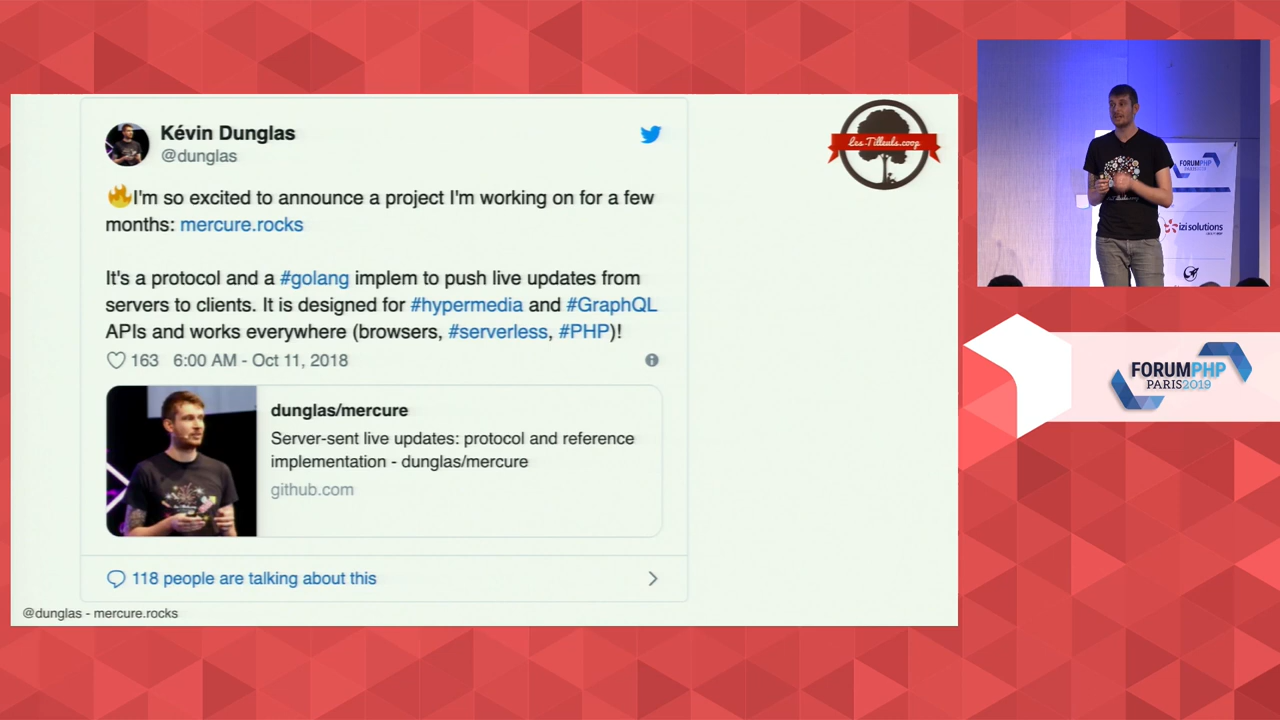 Kévin Dunglas
@dunglas
🔥I'm so excited to announce a project I'm working on for a few
months: mercure.rocks
It's a protocol and a #golang implem to push live updates from
servers to clients. It is designed for #hypermedia and #GraphQL
APIs and works everywhere (browsers, #serverless, #PHP)!
163 6:00 AM - Oct 11, 2018
dunglas/mercure
Server-sent live updates: protocol and reference
implementation - dunglas/mercure
github.com
118 people are talking about this
@dunglas - mercure.rocks
Les-Tilleuls.coop
FORUMPHP
PARIS2019
izi solutions
FORUMPHP
PARIS2019